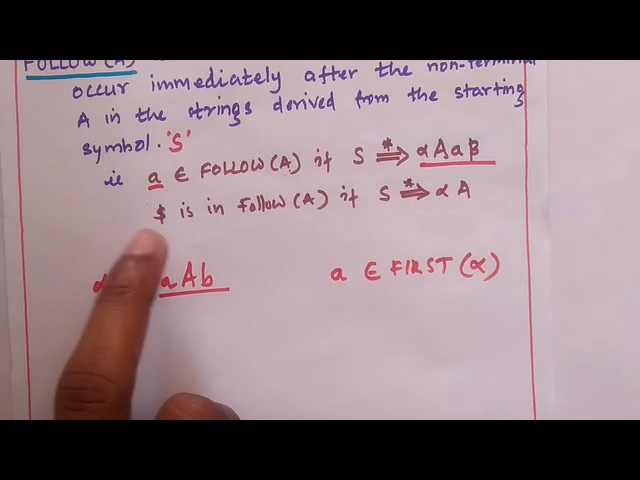 FOLLOW(A)
occur immediately after the non-terminal
A in the strings derived from the starting
symbol. 'S'
ie a ∈ FOLLOW(A) if S ⇒* αAaβ
$ is in Follow(A) if S ⇒* αA
α aAb a ∈ FIRST(α)